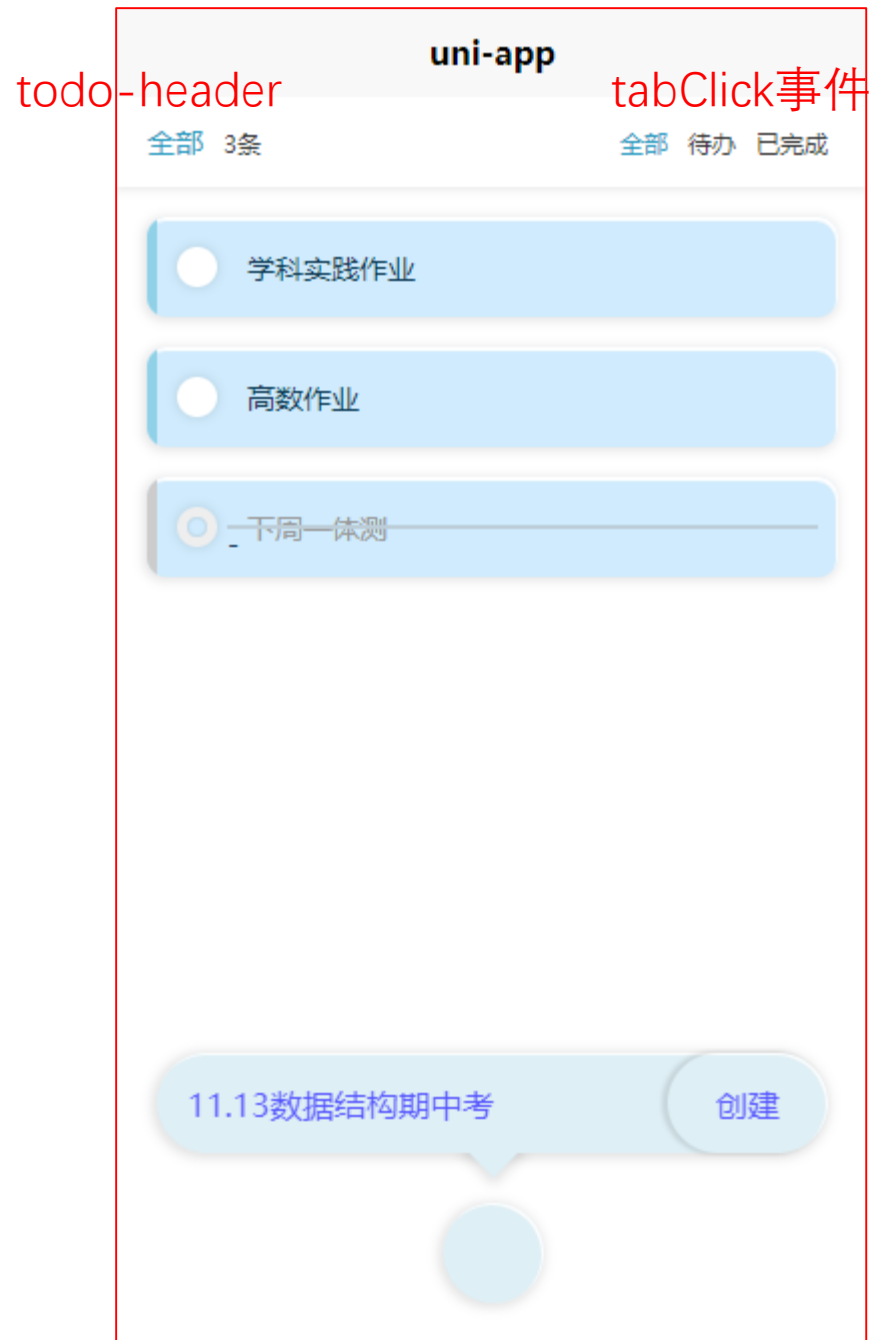 uni-app
todo-header
tabClick事件
全部 3条
全部 待办 已完成
学科实践作业
高数作业
下周一体测
11.13数据结构期中考
创建